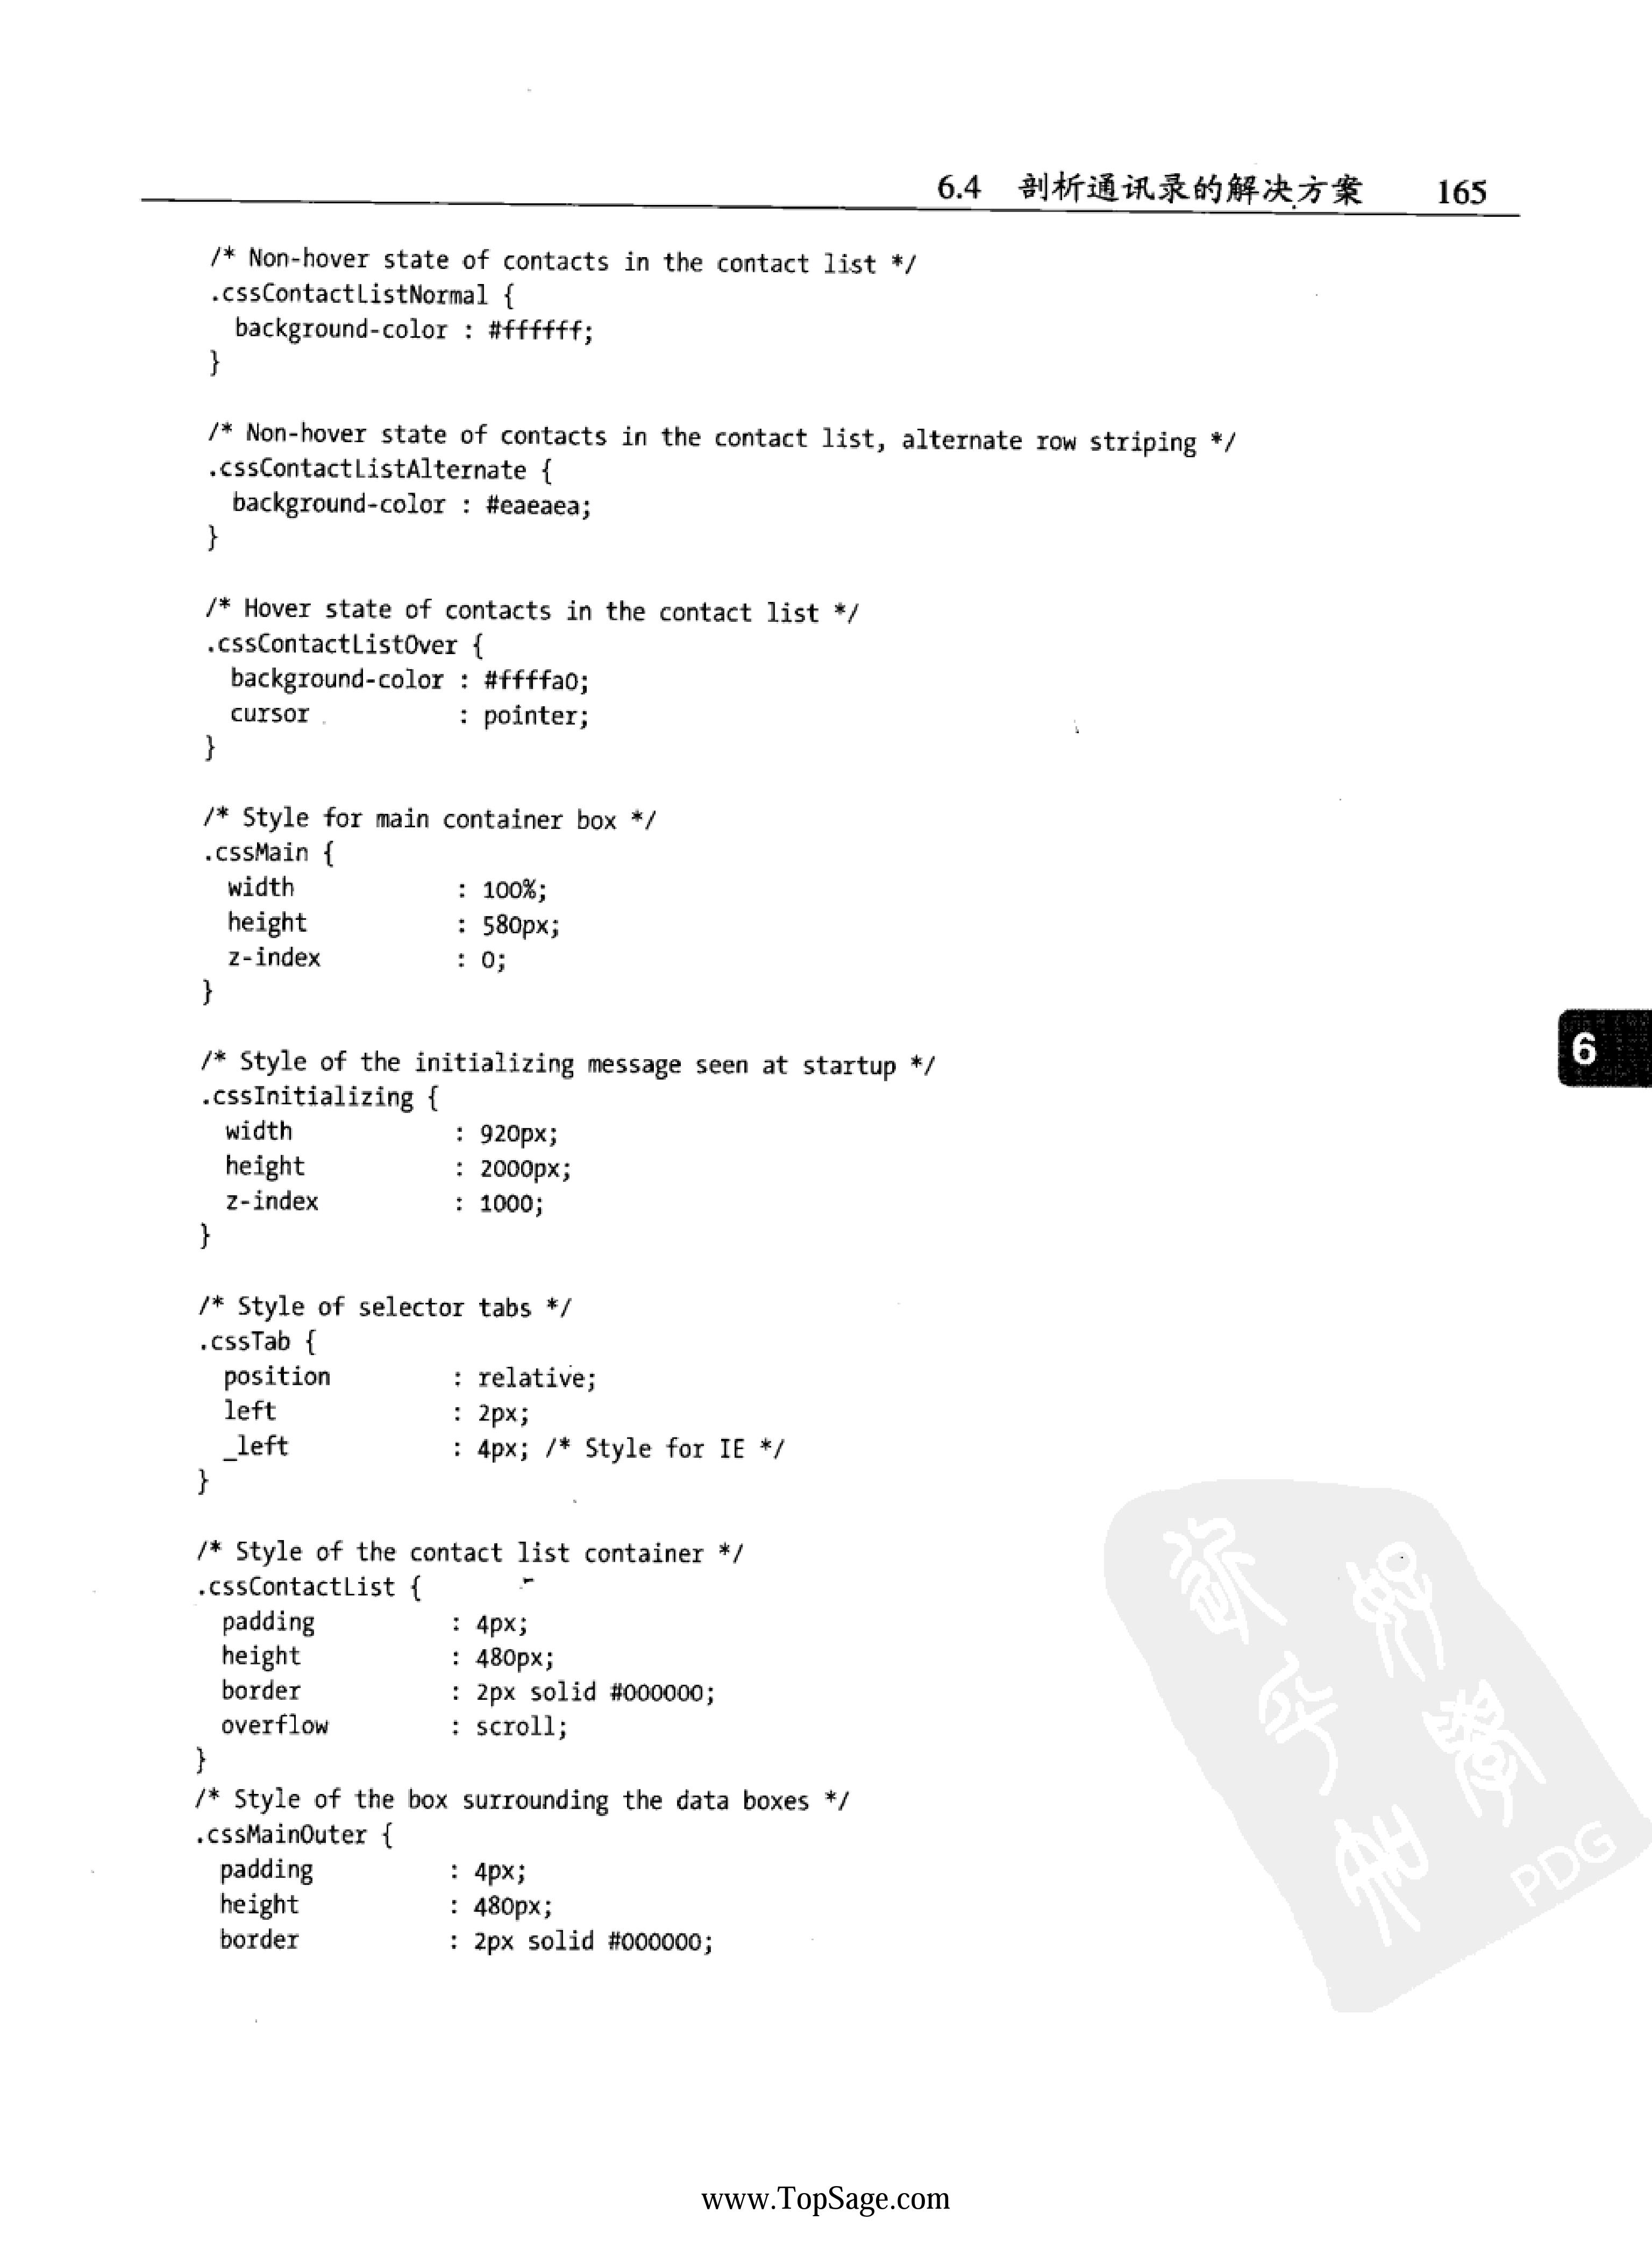 6.4 剖析通讯录的解决方案 165
/* Non-hover state of contacts in the contact list */
.cssContactListNormal {
  background-color : #ffffff;
}
/* Non-hover state of contacts in the contact list, alternate row striping */
.cssContactListAlternate {
  background-color : #eaeaea;
}
/* Hover state of contacts in the contact list */
.cssContactListOver {
  background-color : #ffffa0;
  cursor           : pointer;
}
/* Style for main container box */
.cssMain {
  width            : 100%;
  height           : 580px;
  z-index          : 0;
}
6
/* Style of the initializing message seen at startup */
.cssInitializing {
  width            : 920px;
  height           : 2000px;
  z-index          : 1000;
}
/* Style of selector tabs */
.cssTab {
  position         : relative;
  left             : 2px;
  _left            : 4px; /* Style for IE */
}
/* Style of the contact list container */
.cssContactList {
  padding          : 4px;
  height           : 480px;
  border           : 2px solid #000000;
  overflow         : scroll;
}
/* Style of the box surrounding the data boxes */
.cssMainOuter {
  padding          : 4px;
  height           : 480px;
  border           : 2px solid #000000;
PDG
www.TopSage.com